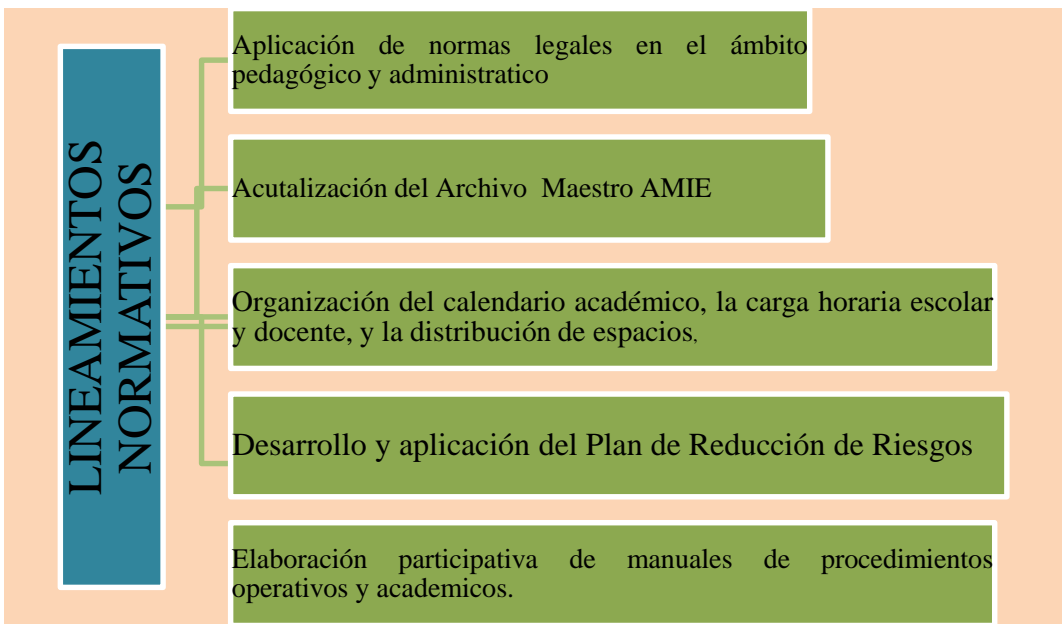 LINEAMIENTOS
NORMATIVOS
Aplicación de normas legales en el ámbito
pedagógico y administratico
Acutalización del Archivo Maestro AMIE
Organización del calendario académico, la carga horaria escolar
y docente, y la distribución de espacios,
Desarrollo y aplicación del Plan de Reducción de Riesgos
Elaboración participativa de manuales de procedimientos
operativos y academicos.